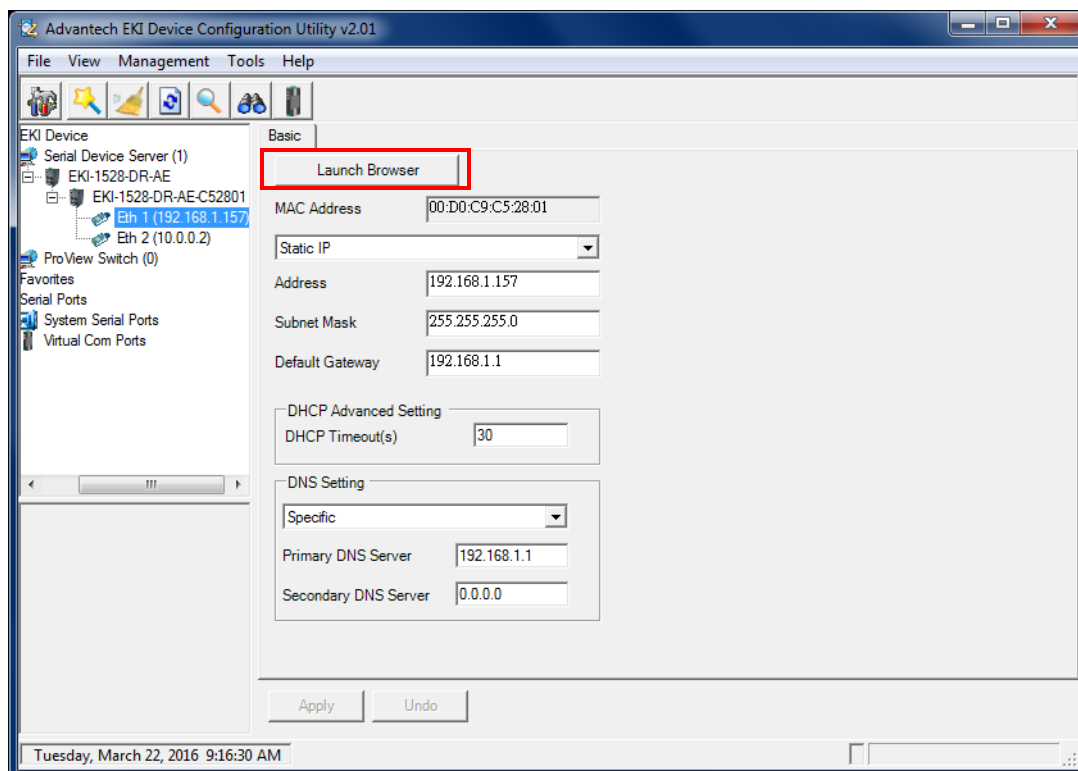 Advantech EKI Device Configuration Utility v2.01
File View Management Tools Help
EKI Device
Serial Device Server (1)
EKI-1528-DR-AE
EKI-1528-DR-AE-C52801
Eth 1 (192.168.1.157)
Eth 2 (10.0.0.2)
ProView Switch (0)
Favorites
Serial Ports
System Serial Ports
Virtual Com Ports
Basic
Launch Browser
MAC Address 00:D0:C9:C5:28:01
Static IP
Address 192.168.1.157
Subnet Mask 255.255.255.0
Default Gateway 192.168.1.1
DHCP Advanced Setting
DHCP Timeout(s) 30
DNS Setting
Specific
Primary DNS Server 192.168.1.1
Secondary DNS Server 0.0.0.0
Apply Undo
Tuesday, March 22, 2016 9:16:30 AM